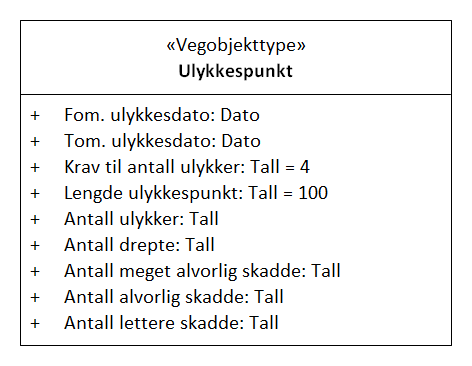 «Vegobjekttype»
Ulykkespunkt
+ Fom. ulykkesdato: Dato
+ Tom. ulykkesdato: Dato
+ Krav til antall ulykker: Tall = 4
+ Lengde ulykkespunkt: Tall = 100
+ Antall ulykker: Tall
+ Antall drepte: Tall
+ Antall meget alvorlig skadde: Tall
+ Antall alvorlig skadde: Tall
+ Antall lettere skadde: Tall